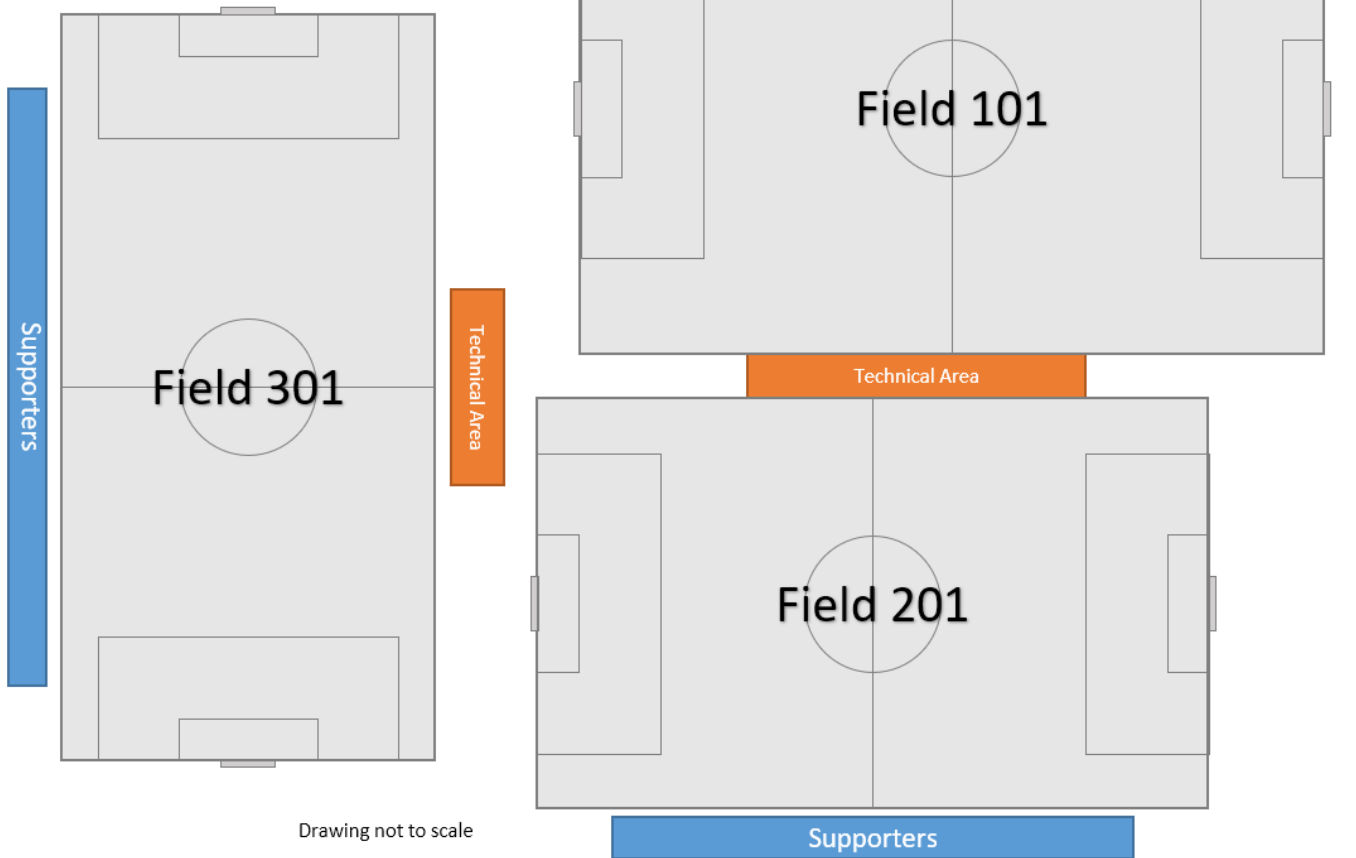 Field 101
Supporters
Field 301
Technical Area
Technical Area
Field 201
Drawing not to scale
Supporters